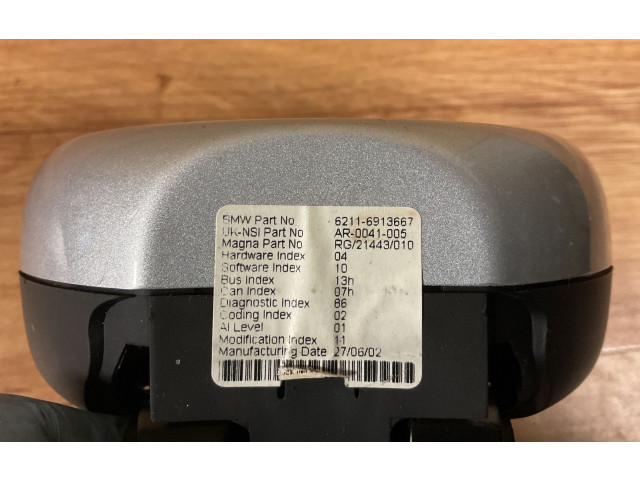 BMW Part No 6211-6913667
UK-NSI Part No AR-0041-005
Magna Part No RG/21443/010
Hardware Index 04
Software Index 10
Bus Index 13h
Can Index 07h
Diagnostic Index 86
Coding Index 02
AI Level 01
Modification Index 11
Manufacturing Date 27/06/02